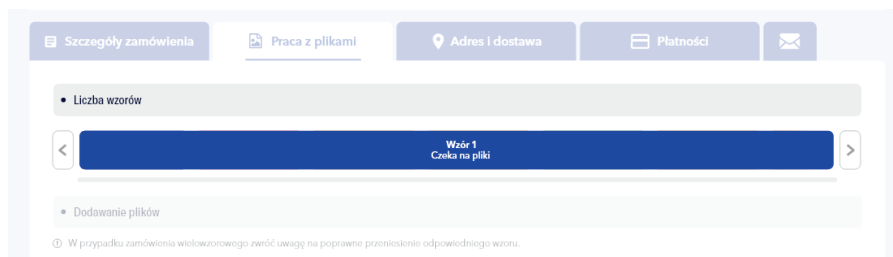 Szczegóły zamówienia
Praca z plikami
Adres i dostawa
Płatności
Liczba wzorów
Wzór 1
Czeka na pliki
Dodawanie plików
W przypadku zamówienia wielowzorowego zwróć uwagę na poprawne przeniesienie odpowiedniego wzoru.